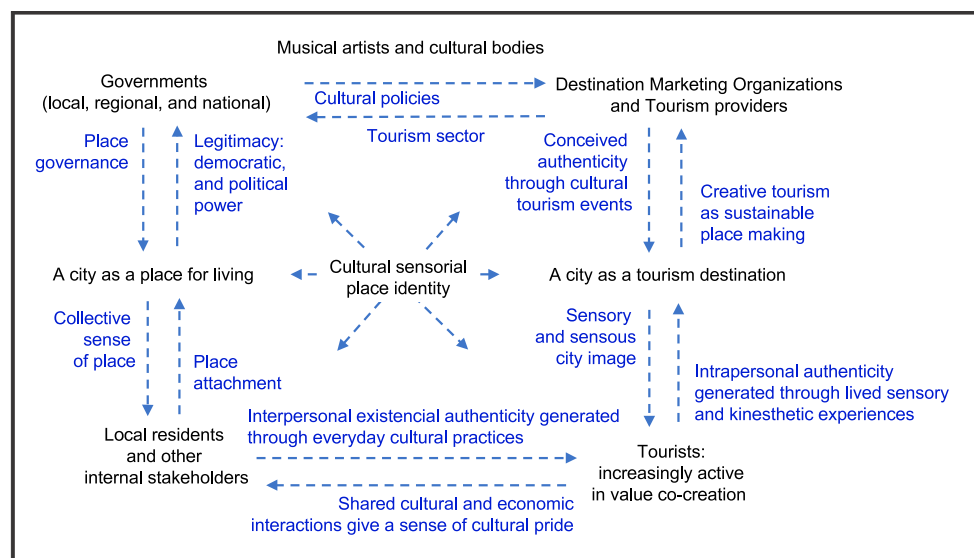 Musical artists and cultural bodies
Governments
(local, regional, and national)
Cultural policies
Tourism sector
Destination Marketing Organizations
and Tourism providers
Place
governance
Legitimacy:
democratic,
and political
power
Conceived
authenticity
through cultural
tourism events
Creative tourism
as sustainable
place making
A city as a place for living
Cultural sensorial
place identity
A city as a tourism destination
Collective
sense
of place
Place
attachment
Sensory
and sensous
city image
Intrapersonal authenticity
generated through lived sensory
and kinesthetic experiences
Local residents
and other
internal stakeholders
Interpersonal existencial authenticity generated
through everyday cultural practices
Shared cultural and economic
interactions give a sense of cultural pride
Tourists:
increasingly active
in value co-creation